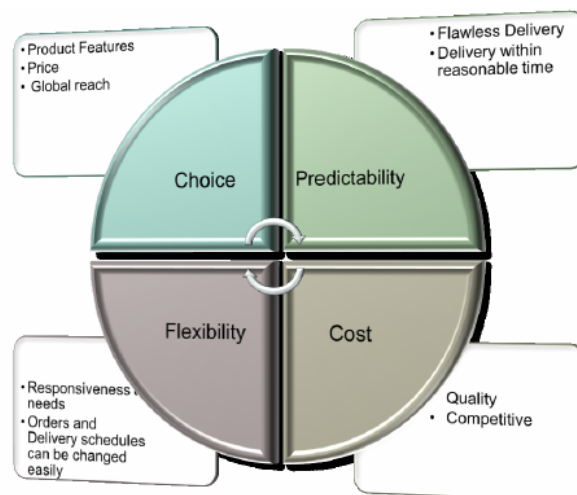 • Product Features
• Price
• Global reach
• Flawless Delivery
• Delivery within
reasonable time
Choice
Predictability
Flexibility
Cost
• Responsiveness
needs
• Orders and
Delivery schedules
can be changed
easily
Quality
• Competitive